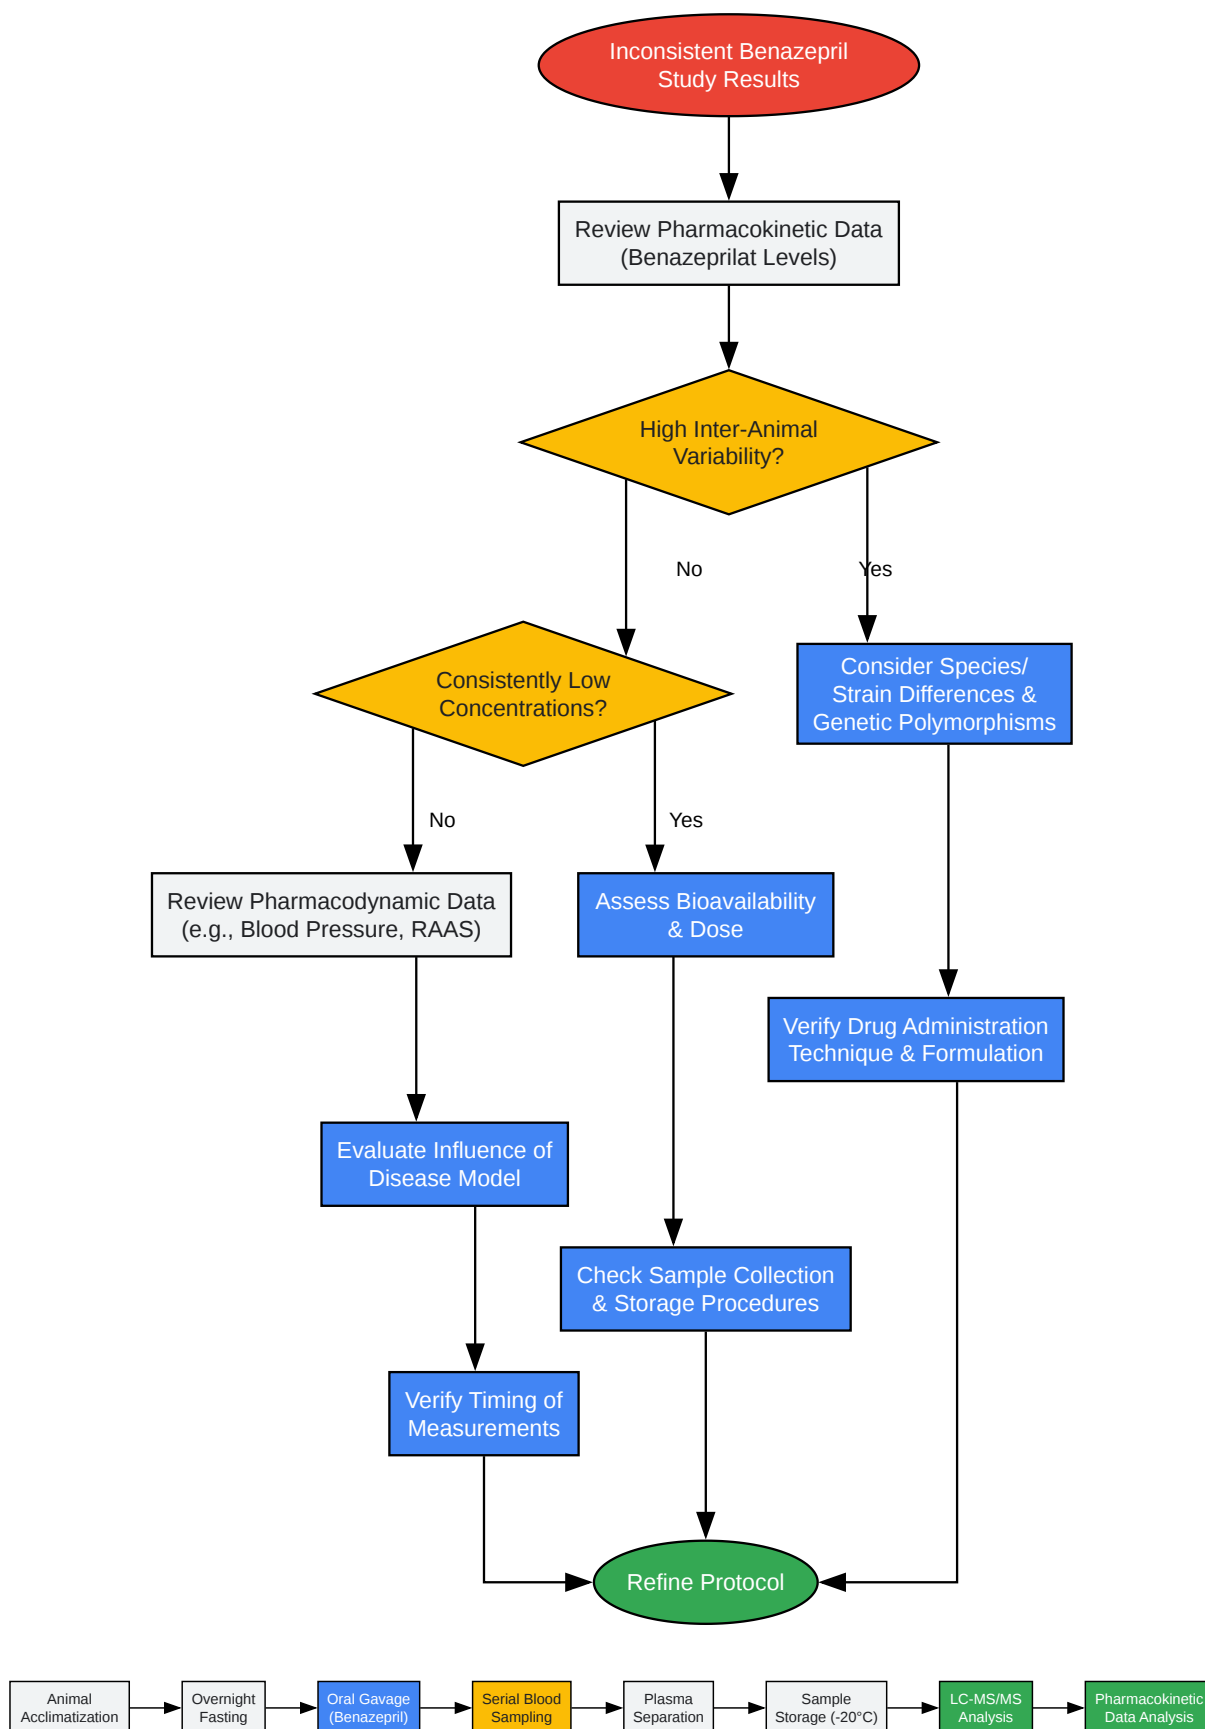 Inconsistent Benazepril
Study Results
Review Pharmacokinetic Data
(Benazeprilat Levels)
High Inter-Animal
Variability?
No
Yes
Consistently Low
Concentrations?
Consider Species/
Strain Differences &
Genetic Polymorphisms
No
Yes
Review Pharmacodynamic Data
(e.g., Blood Pressure, RAAS)
Assess Bioavailability
& Dose
Verify Drug Administration
Technique & Formulation
Evaluate Influence of
Disease Model
Check Sample Collection
& Storage Procedures
Verify Timing of
Measurements
Refine Protocol
Animal
Acclimatization
Overnight
Fasting
Oral Gavage
(Benazepril)
Serial Blood
Sampling
Plasma
Separation
Sample
Storage (-20°C)
LC-MS/MS
Analysis
Pharmacokinetic
Data Analysis